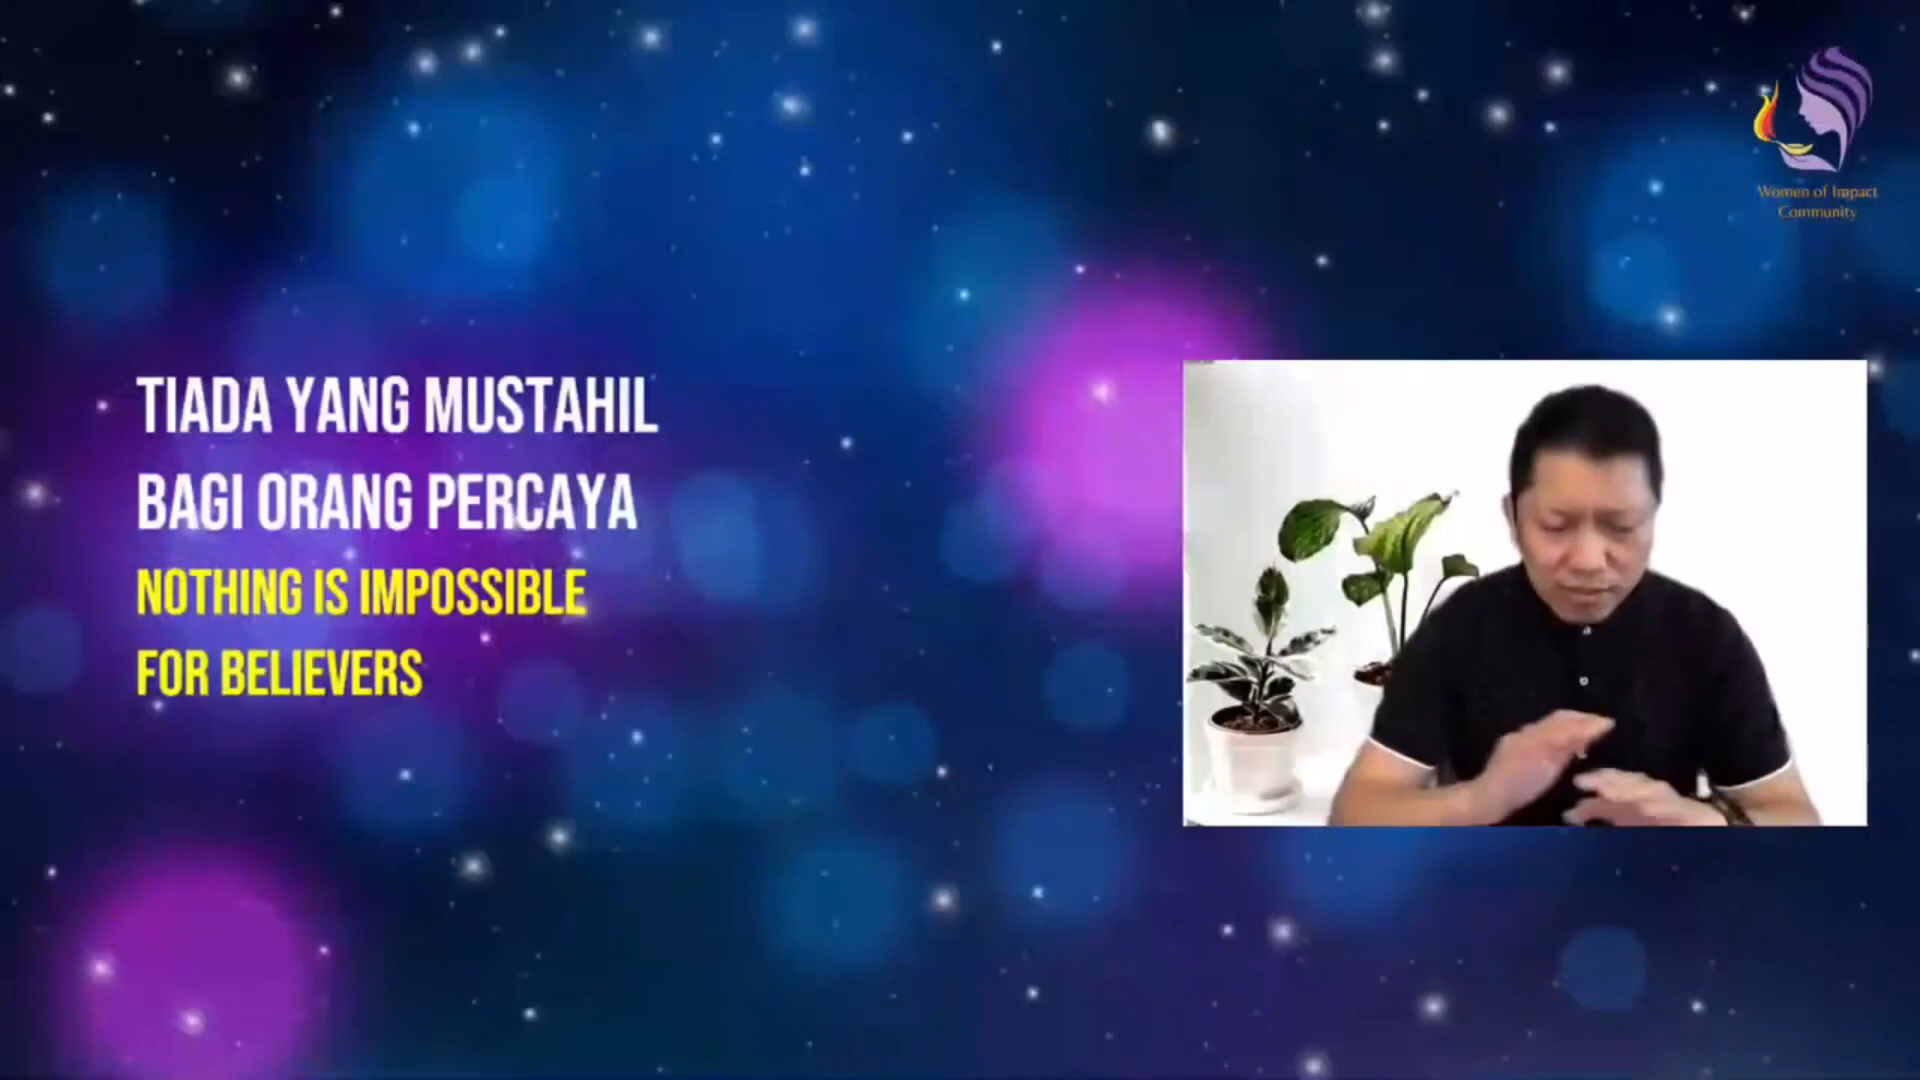 Women of Impact
Community
TIADA YANG MUSTAHIL
BAGI ORANG PERCAYA
NOTHING IS IMPOSSIBLE
FOR BELIEVERS